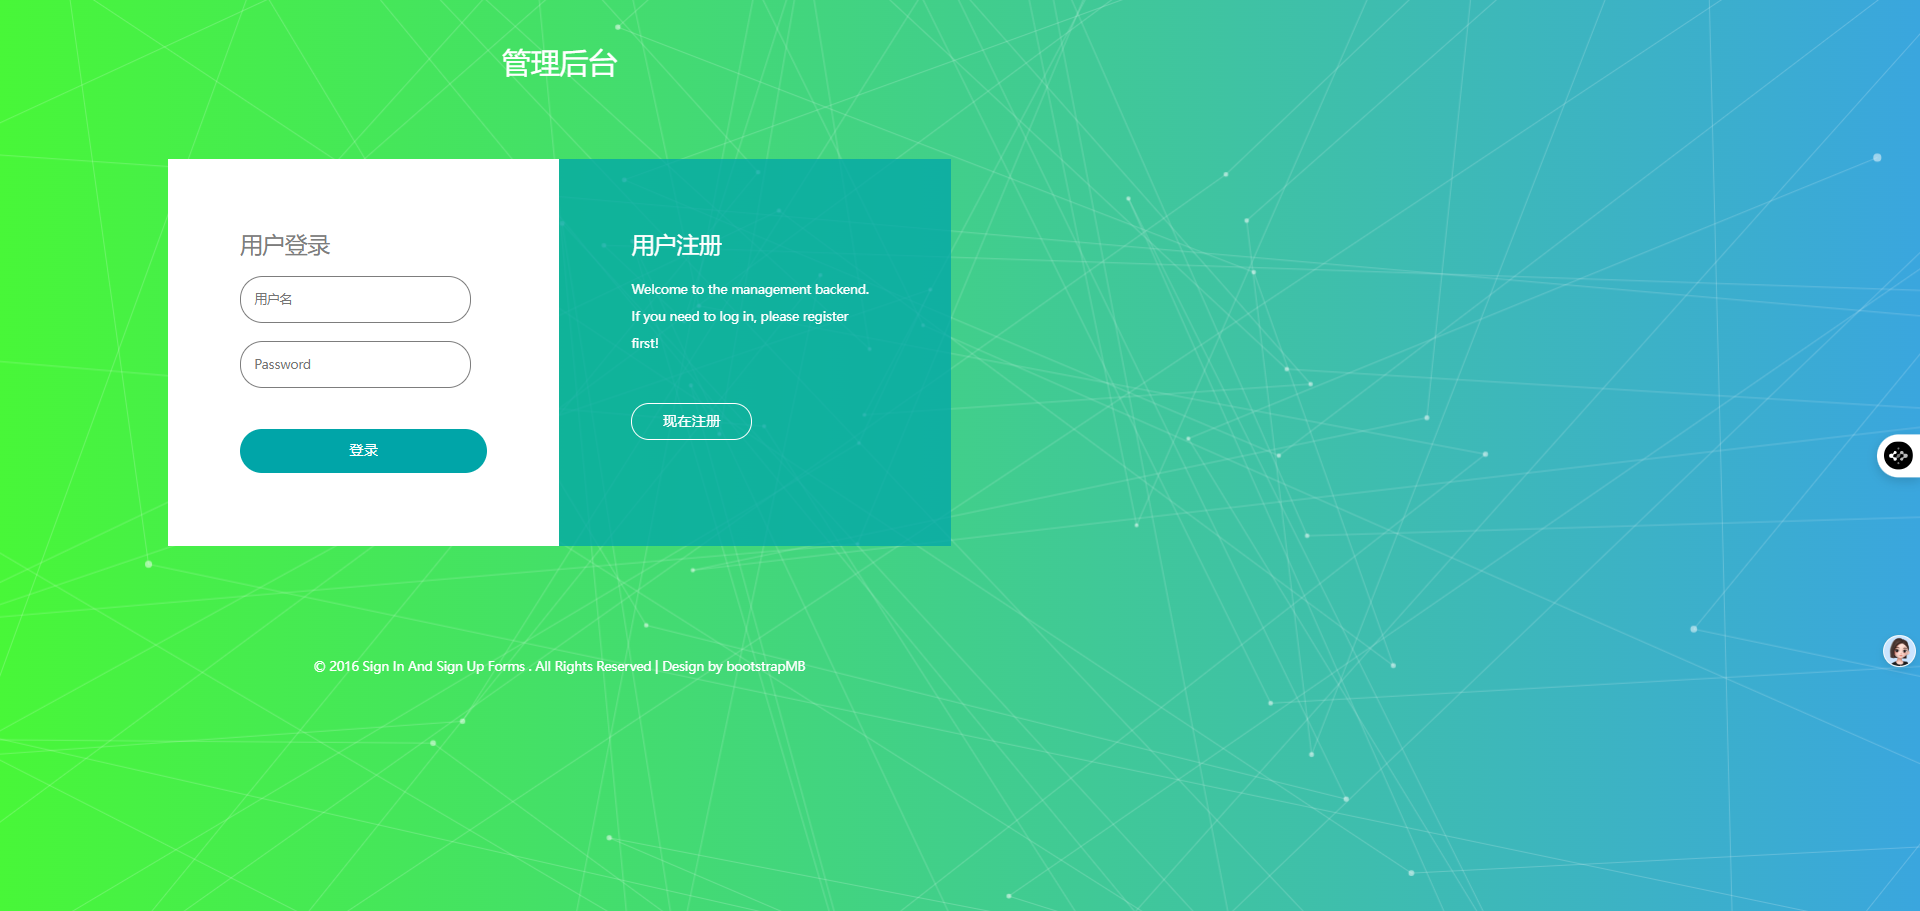 管理后台
用户登录
用户名
Password
登录
用户注册
Welcome to the management backend.
If you need to log in, please register
first!
现在注册
© 2016 Sign In And Sign Up Forms . All Rights Reserved | Design by bootstrapMB